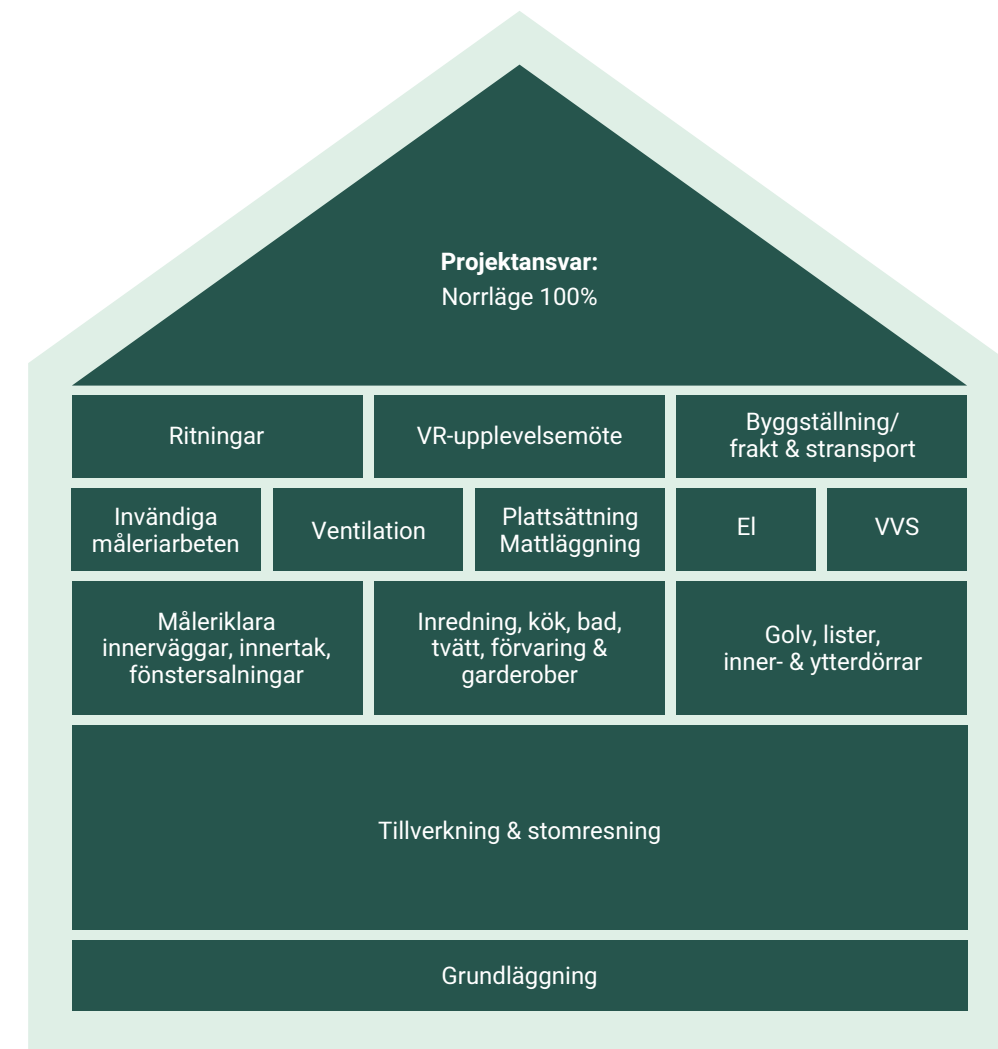 Projektansvar:
Norrläge 100%
Ritningar
VR-upplevelsemöte
Byggställning/
frakt & stransport
Invändiga
måleriarbeten
Ventilation
Plattsättning
Mattläggning
El
VVS
Måleriklara
innerväggar, innertak,
fönstersalningar
Inredning, kök, bad,
tvätt, förvaring &
garderober
Golv, lister,
inner- & ytterdörrar
Tillverkning & stomresning
Grundläggning